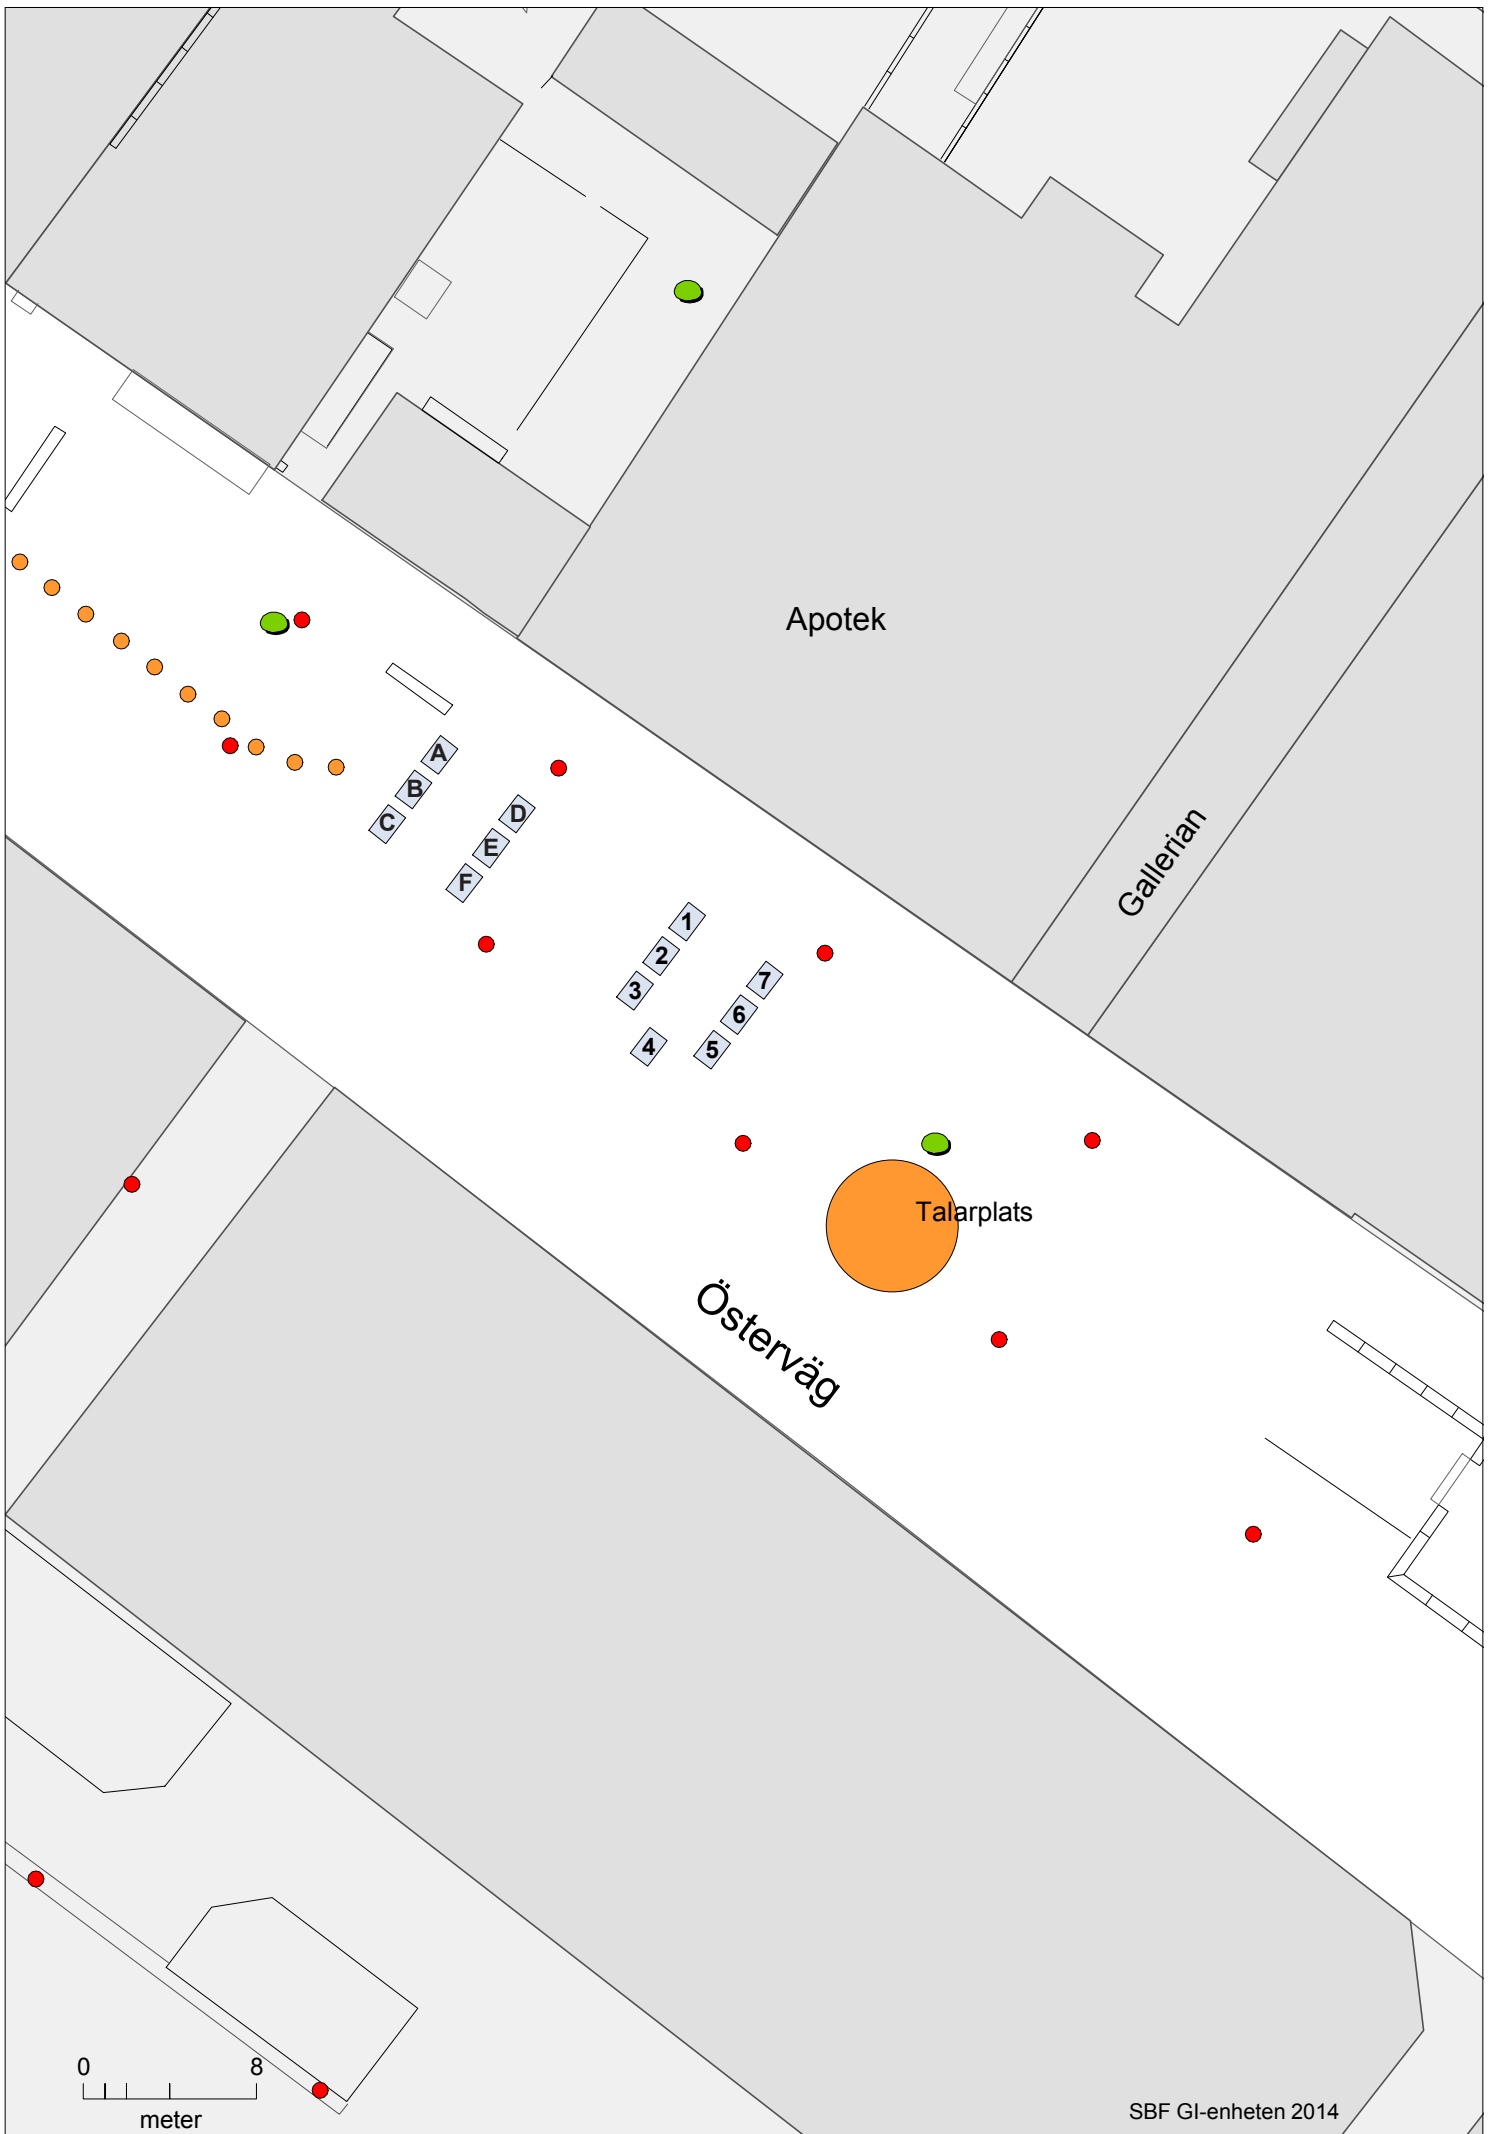 Apotek
A
B
C
D
E
F
Gallerian
1
2
3
4
7
6
5
Talarplats
Österväg
0 8
meter
SBF GI-enheten 2014